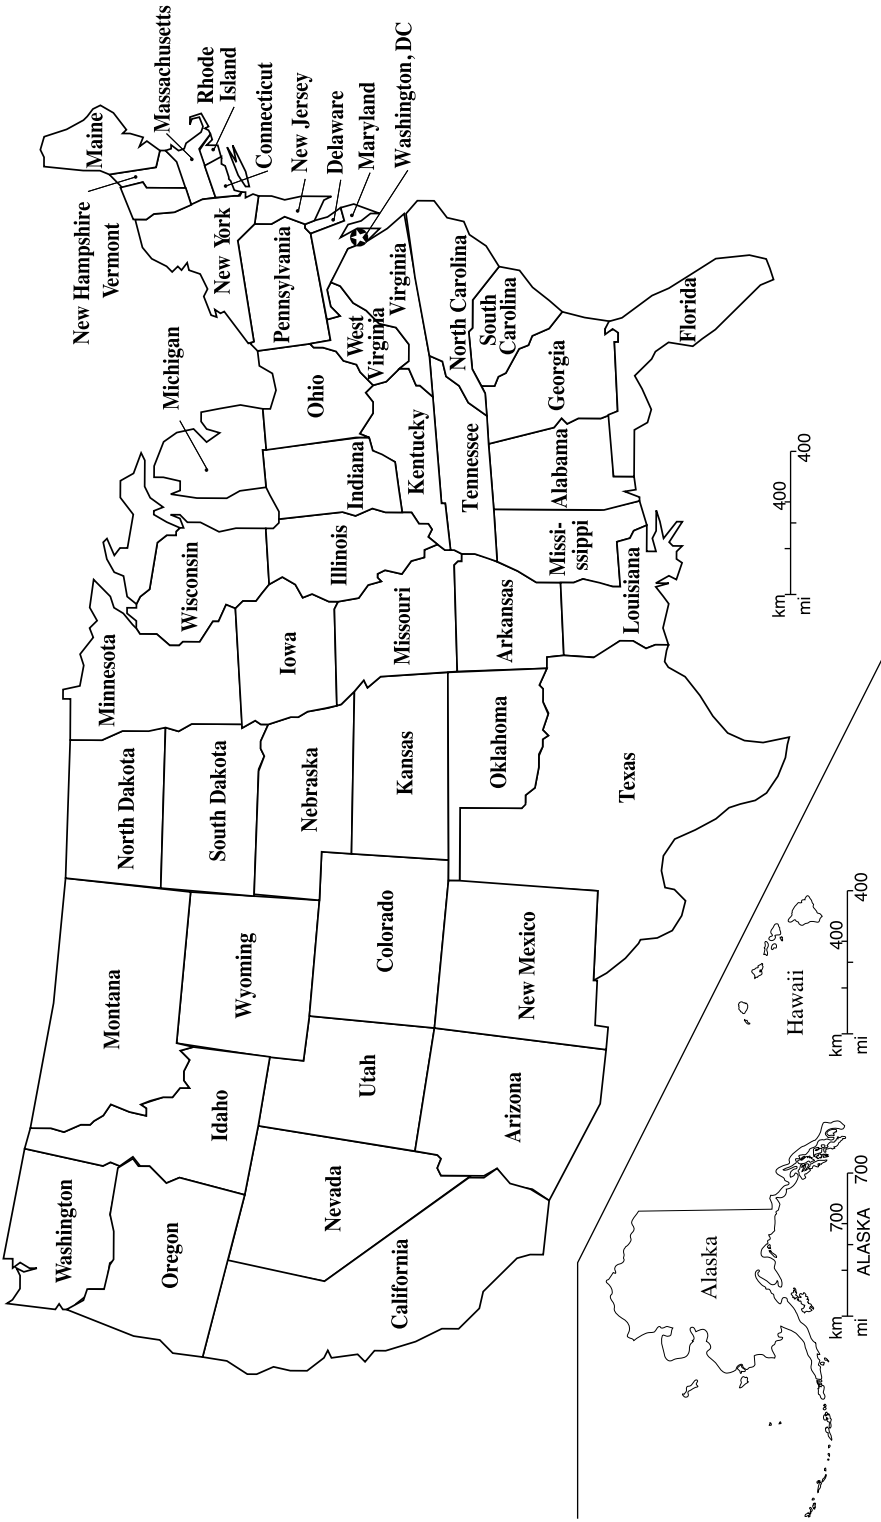 Washington
Oregon
California
Nevada
Idaho
Montana
Wyoming
Utah
Arizona
Colorado
New Mexico
North Dakota
South Dakota
Nebraska
Kansas
Oklahoma
Texas
Minnesota
Iowa
Missouri
Arkansas
Louisiana
Wisconsin
Illinois
Michigan
Indiana
Ohio
Kentucky
Tennessee
Missi-
ssippi
Alabama
Georgia
Florida
South
Carolina
North Carolina
Virginia
West
Virginia
Pennsylvania
New York
New Hampshire
Vermont
Maine
Massachusetts
Rhode
Island
Connecticut
New Jersey
Delaware
Maryland
Washington, DC
Alaska
km 700
mi ALASKA 700
Hawaii
km 400
mi 400
km 400
mi 400